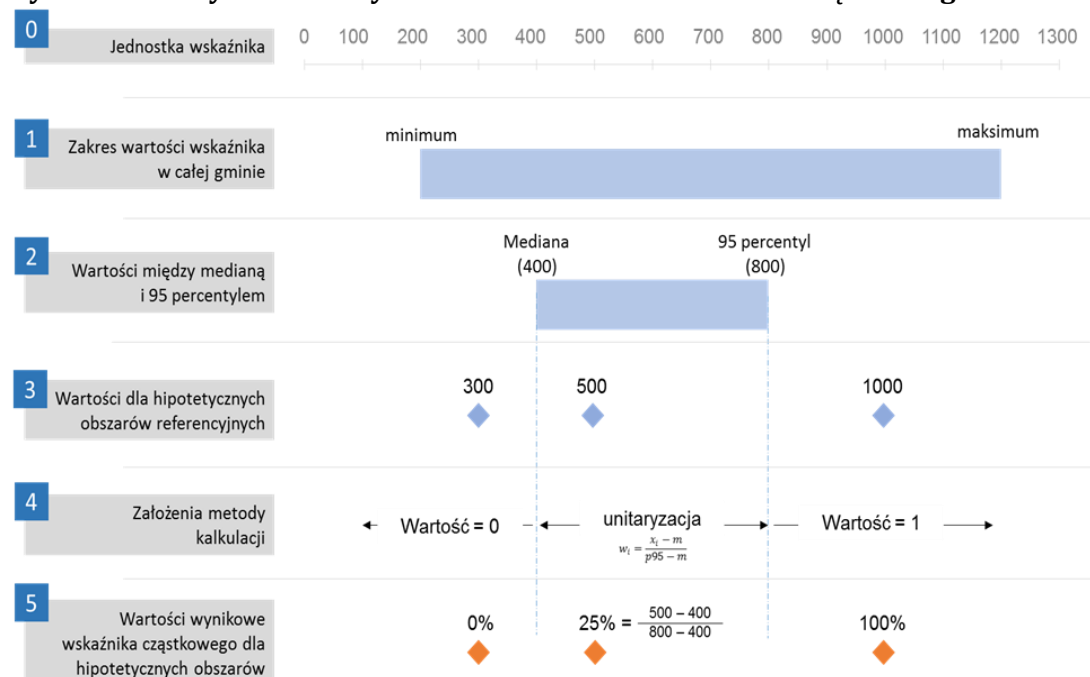 0
Jednostka wskaźnika
0 100 200 300 400 500 600 700 800 900 1000 1100 1200 1300
1
Zakres wartości wskaźnika
w całej gminie
minimum
maksimum
2
Wartości między medianą
i 95 percentylem
Mediana
(400)
95 percentyl
(800)
3
Wartości dla hipotetycznych
obszarów referencyjnych
300
500
1000
4
Założenia metody
kalkulacji
Wartość = 0
unitaryzacja
wᵢ = (xᵢ − m) / (p95 − m)
Wartość = 1
5
Wartości wynikowe
wskaźnika cząstkowego dla
hipotetycznych obszarów
0%
25% = (500 – 400) / (800 – 400)
100%